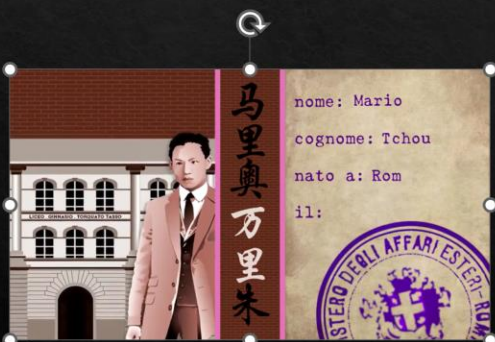 LICEO GINNASIO TORQUATO TASSO
马里奥万里朱
nome: Mario
cognome: Tchou
nato a: Rom
il:
STERO DEGLI AFFARI ESTERI-ROM